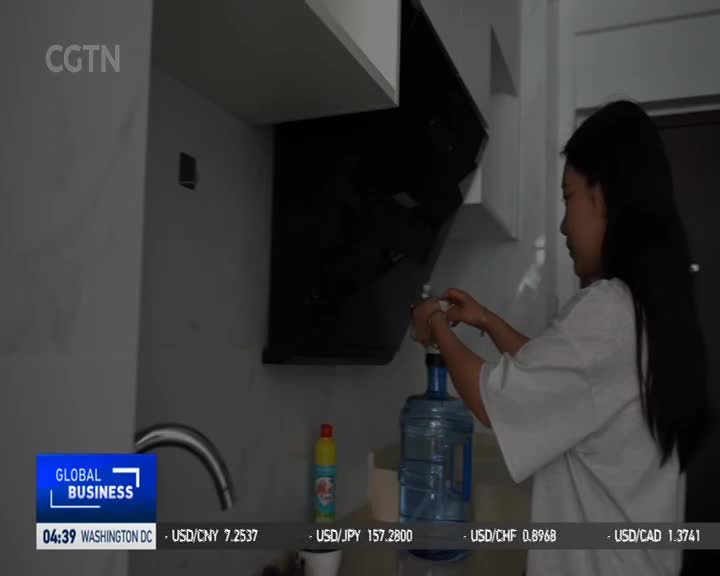 CGTN
GLOBAL
BUSINESS
04:39 WASHINGTON DC · USD/CNY 7.2537 · USD/JPY 157.2800 · USD/CHF 0.8968 · USD/CAD 1.3741